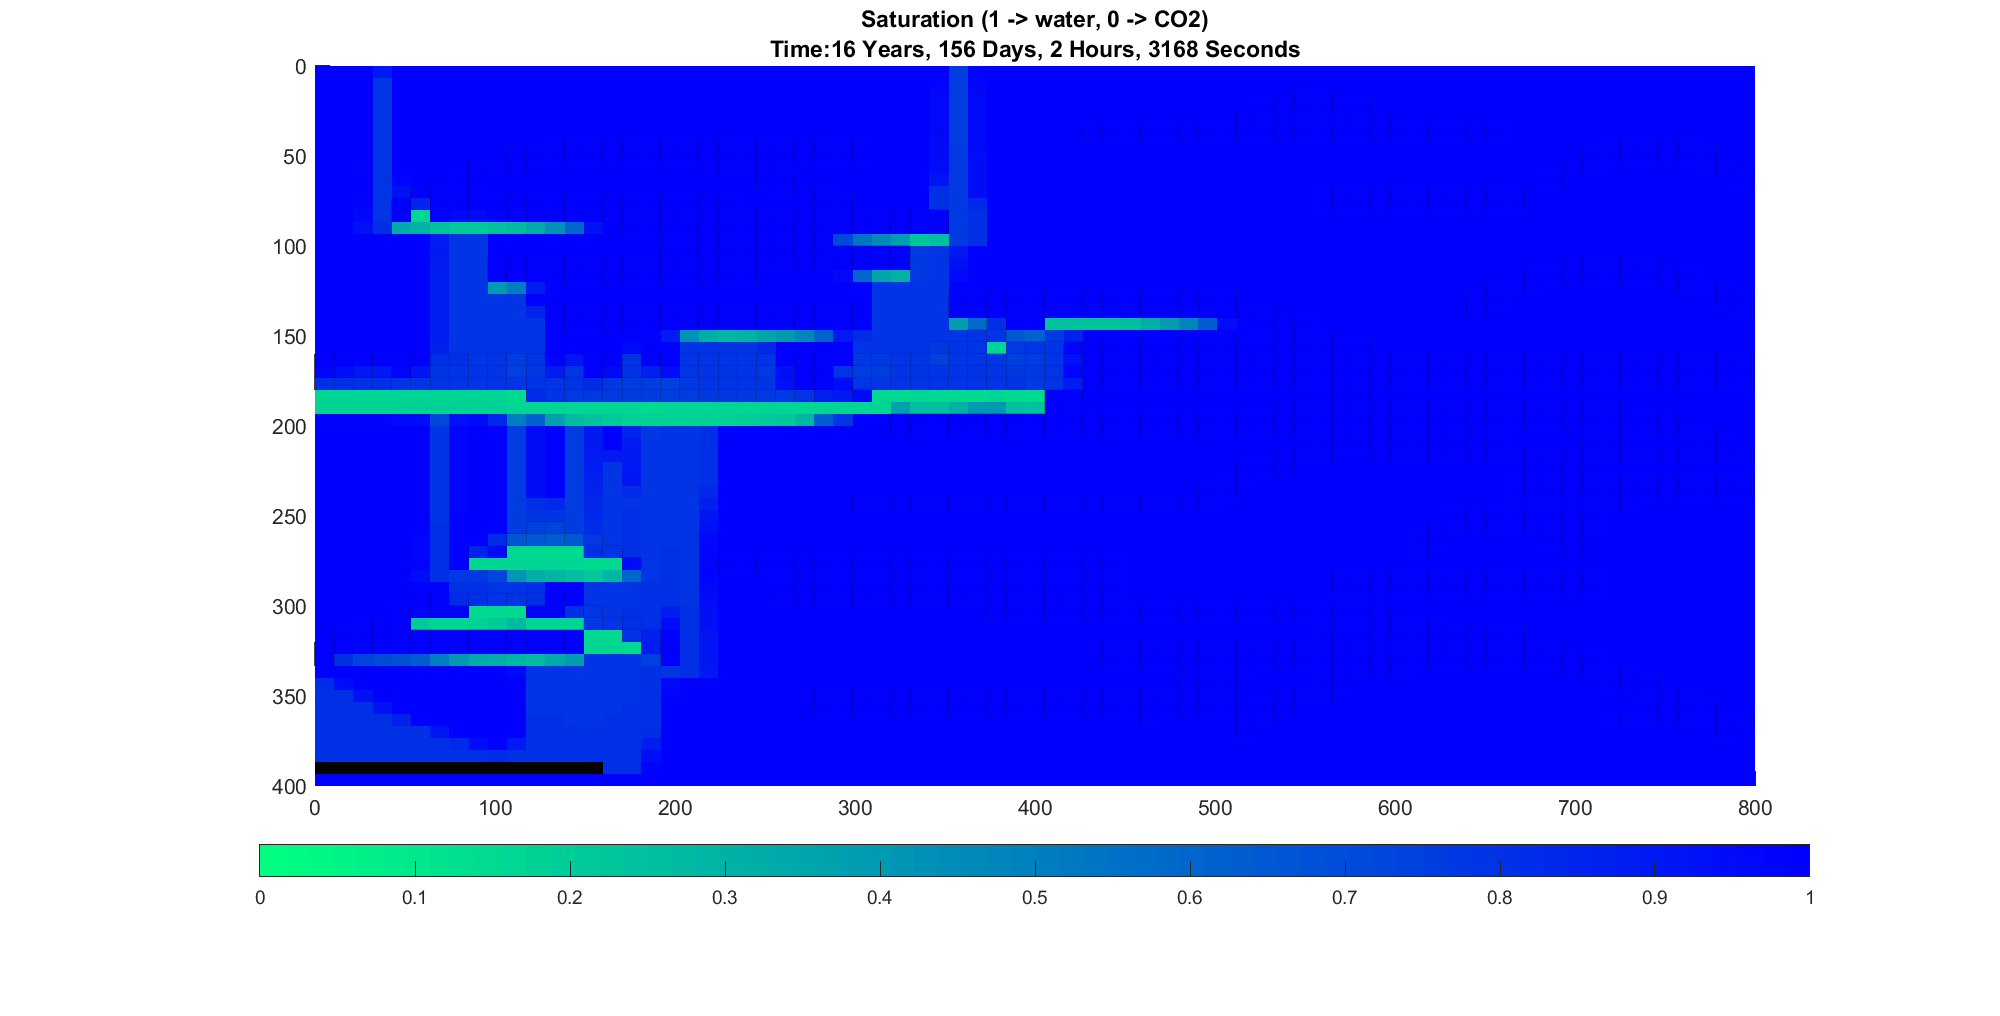 Saturation (1 -> water, 0 -> CO2)
Time:16 Years, 156 Days, 2 Hours, 3168 Seconds
0
50
100
150
200
250
300
350
400
0 100 200 300 400 500 600 700 800
0 0.1 0.2 0.3 0.4 0.5 0.6 0.7 0.8 0.9 1